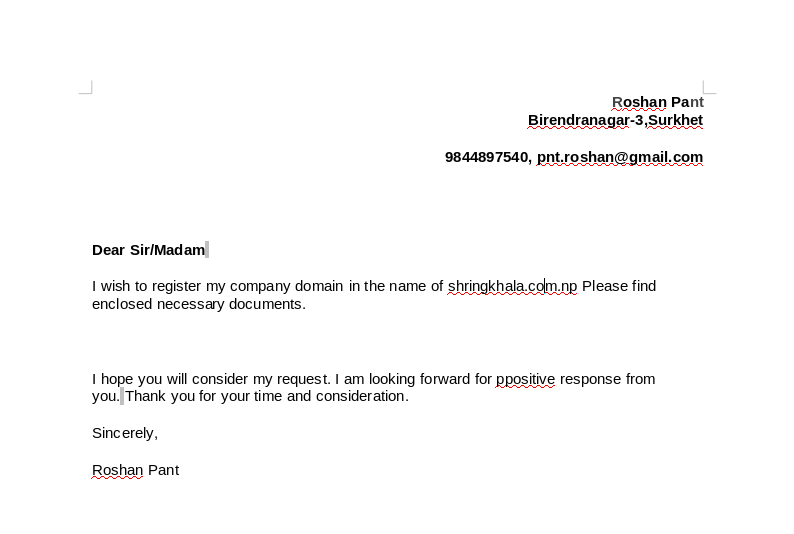 Roshan Pant
Birendranagar-3,Surkhet
9844897540, pnt.roshan@gmail.com
Dear Sir/Madam
I wish to register my company domain in the name of shringkhala.com.np Please find
enclosed necessary documents.
I hope you will consider my request. I am looking forward for ppositive response from
you. Thank you for your time and consideration.
Sincerely,
Roshan Pant